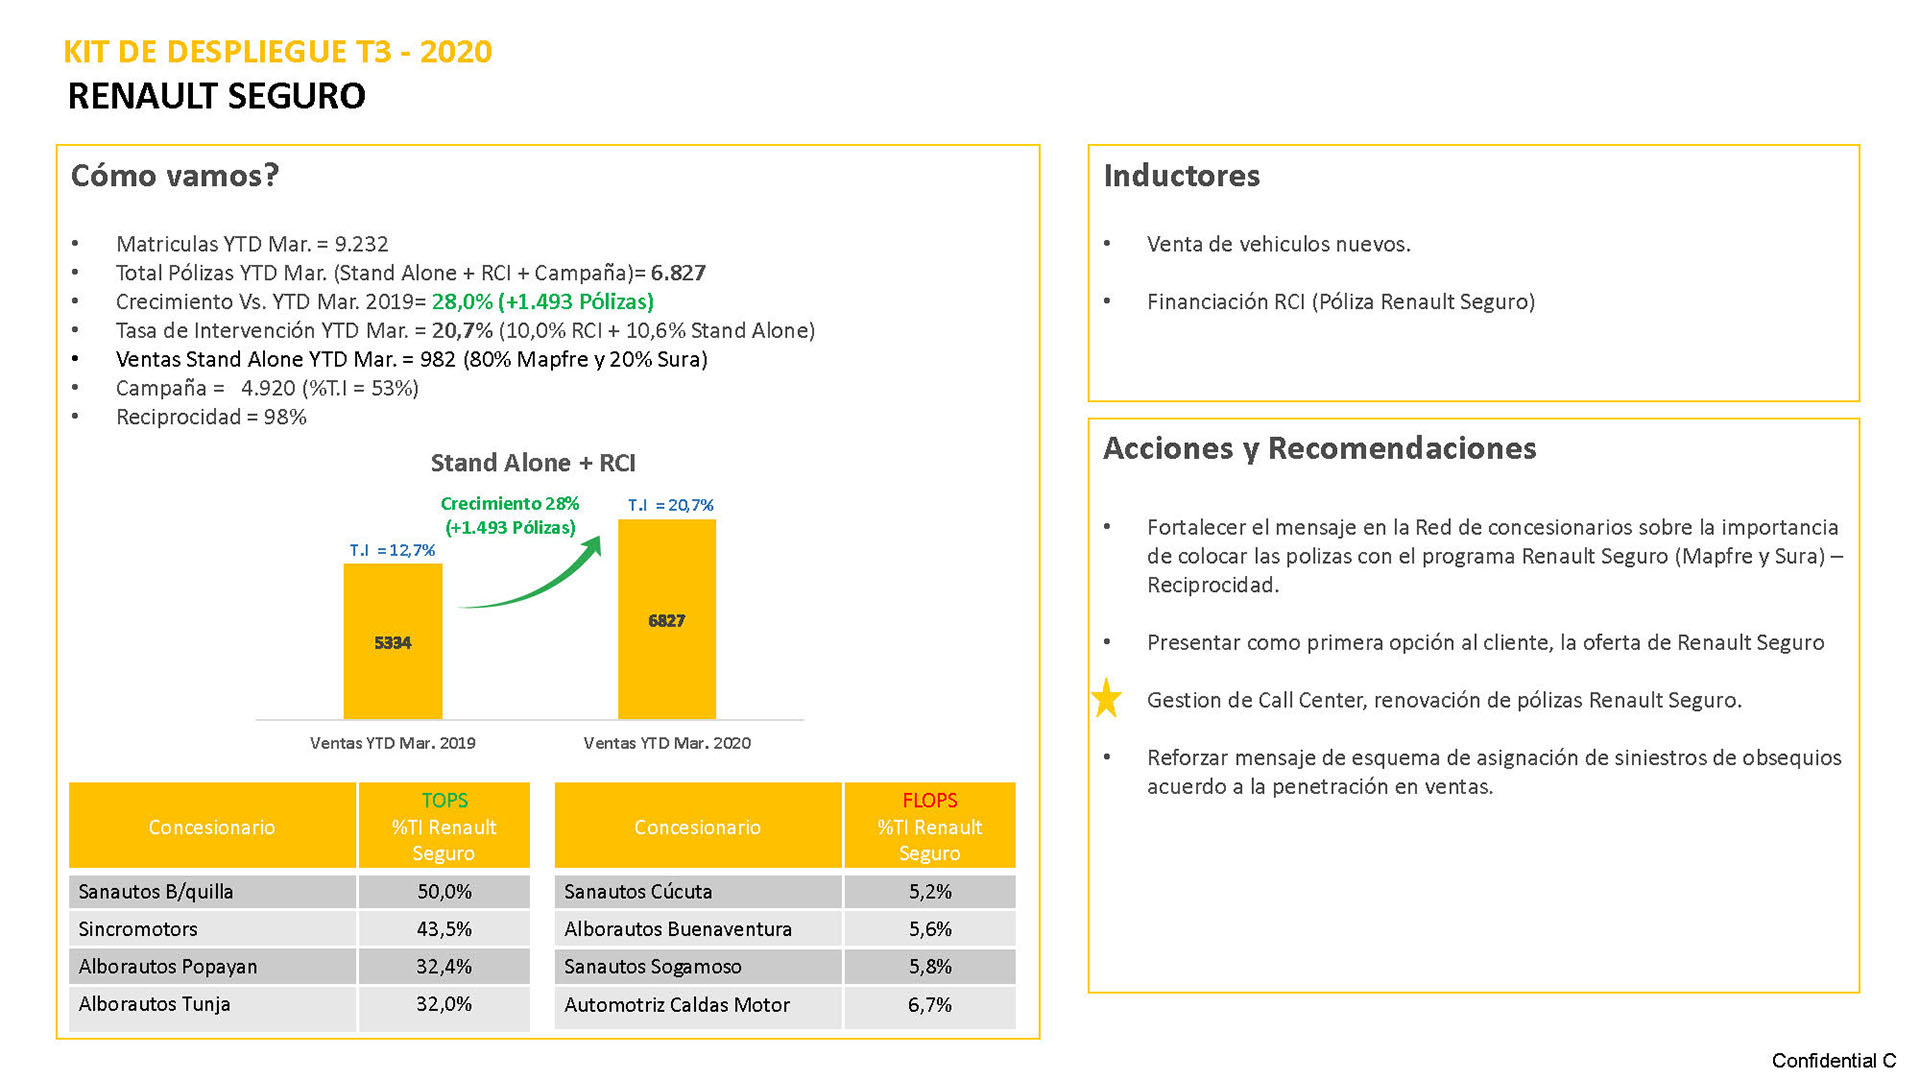 KIT DE DESPLIEGUE T3 - 2020
RENAULT SEGURO
Cómo vamos?
• Matriculas YTD Mar. = 9.232
• Total Pólizas YTD Mar. (Stand Alone + RCI + Campaña)= 6.827
• Crecimiento Vs. YTD Mar. 2019= 28,0% (+1.493 Pólizas)
• Tasa de Intervención YTD Mar. = 20,7% (10,0% RCI + 10,6% Stand Alone)
• Ventas Stand Alone YTD Mar. = 982 (80% Mapfre y 20% Sura)
• Campaña = 4.920 (%T.I = 53%)
• Reciprocidad = 98%
Stand Alone + RCI
Crecimiento 28%
(+1.493 Pólizas)
T.I = 20,7%
T.I = 12,7%
5334
6827
Ventas YTD Mar. 2019
Ventas YTD Mar. 2020
Concesionario
TOPS
%TI Renault
Seguro
Sanautos B/quilla 50,0%
Sincromotors 43,5%
Alborautos Popayan 32,4%
Alborautos Tunja 32,0%
Concesionario
FLOPS
%TI Renault
Seguro
Sanautos Cúcuta 5,2%
Alborautos Buenaventura 5,6%
Sanautos Sogamoso 5,8%
Automotriz Caldas Motor 6,7%
Inductores
• Venta de vehiculos nuevos.
• Financiación RCI (Póliza Renault Seguro)
Acciones y Recomendaciones
• Fortalecer el mensaje en la Red de concesionarios sobre la importancia
de colocar las polizas con el programa Renault Seguro (Mapfre y Sura) –
Reciprocidad.
• Presentar como primera opción al cliente, la oferta de Renault Seguro
Gestion de Call Center, renovación de pólizas Renault Seguro.
• Reforzar mensaje de esquema de asignación de siniestros de obsequios
acuerdo a la penetración en ventas.
Confidential C